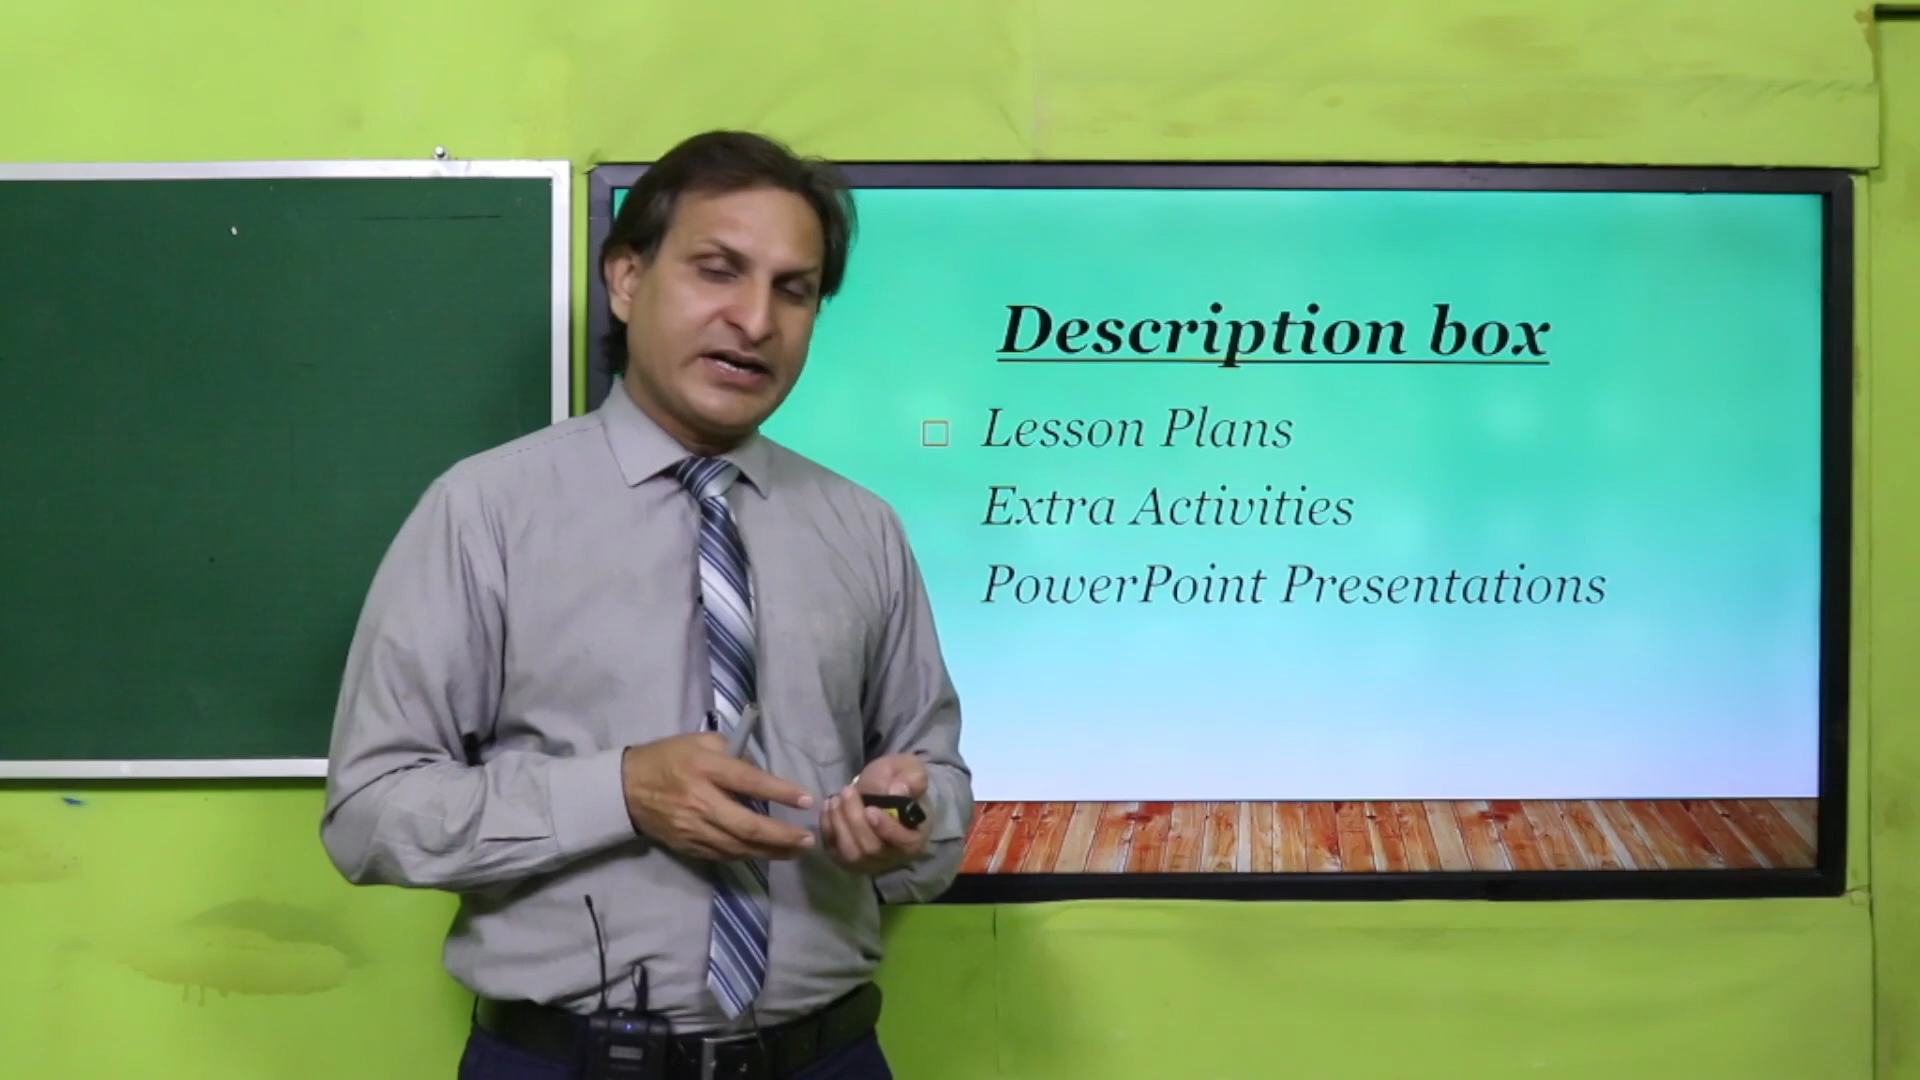 Description box
Lesson Plans
Extra Activities
PowerPoint Presentations